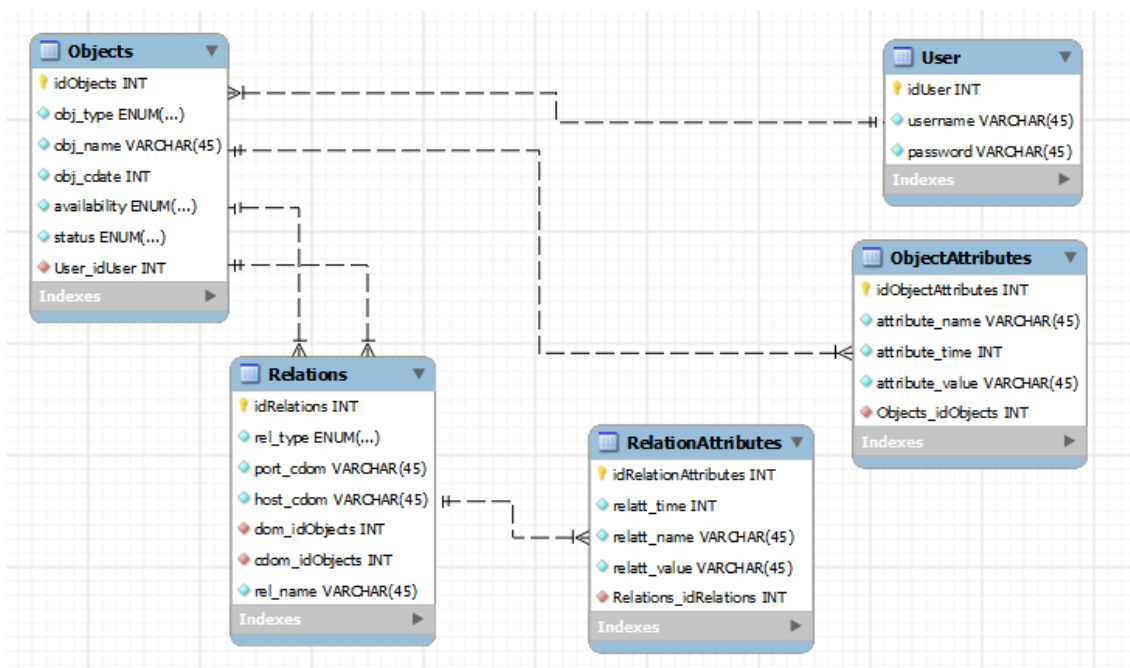 Objects
idObjects INT
obj_type ENUM(...)
obj_name VARCHAR(45)
obj_cdate INT
availability ENUM(...)
status ENUM(...)
User_idUser INT
Indexes
User
idUser INT
username VARCHAR(45)
password VARCHAR(45)
Indexes
ObjectAttributes
idObjectAttributes INT
attribute_name VARCHAR(45)
attribute_time INT
attribute_value VARCHAR(45)
Objects_idObjects INT
Indexes
Relations
idRelations INT
rel_type ENUM(...)
port_cdom VARCHAR(45)
host_cdom VARCHAR(45)
dom_idObjects INT
cdom_idObjects INT
rel_name VARCHAR(45)
Indexes
RelationAttributes
idRelationAttributes INT
relatt_time INT
relatt_name VARCHAR(45)
relatt_value VARCHAR(45)
Relations_idRelations INT
Indexes